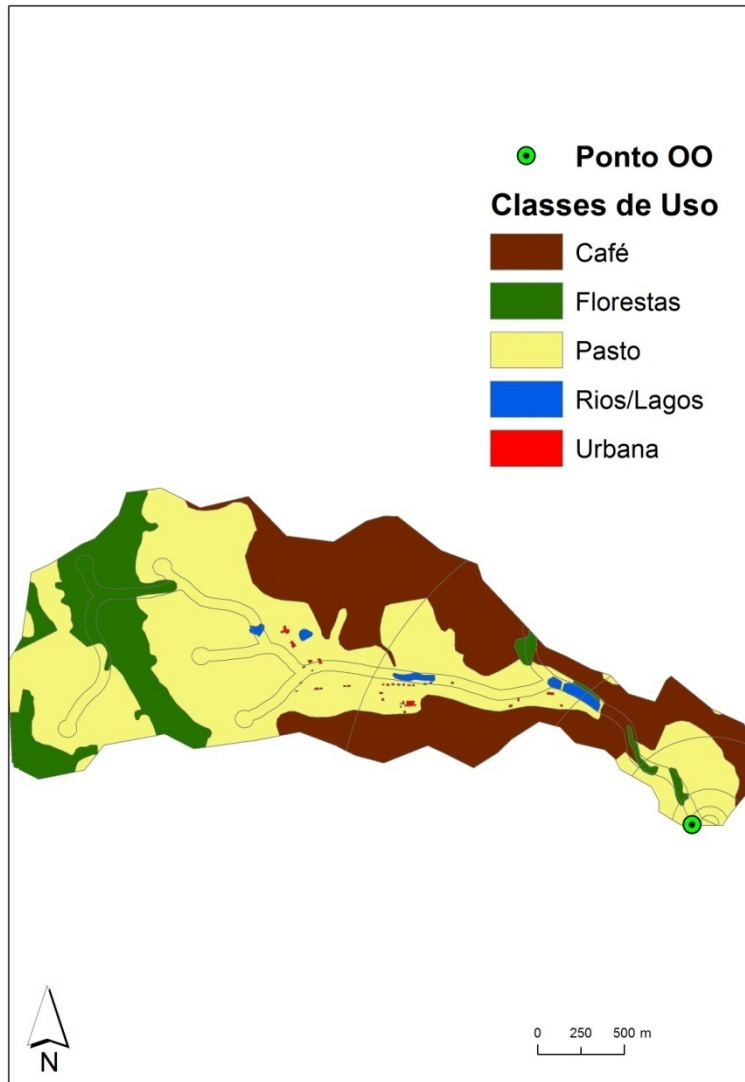 Ponto OO
Classes de Uso
Café
Florestas
Pasto
Rios/Lagos
Urbana
N
0 250 500 m